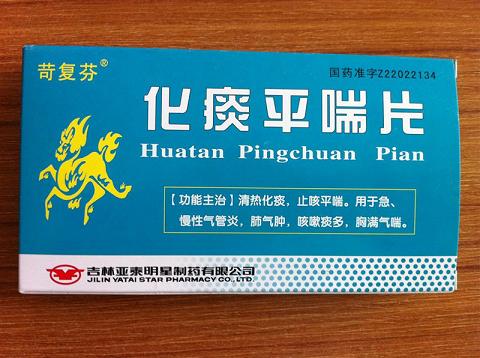 苛复芬®
国药准字Z22022134
化痰平喘片
Huatan Pingchuan Pian
【功能主治】清热化痰，止咳平喘。用于急、
慢性气管炎，肺气肿，咳嗽痰多，胸满气喘。
吉林亚泰明星制药有限公司
JILIN YATAI STAR PHARMACY CO.,LTD.